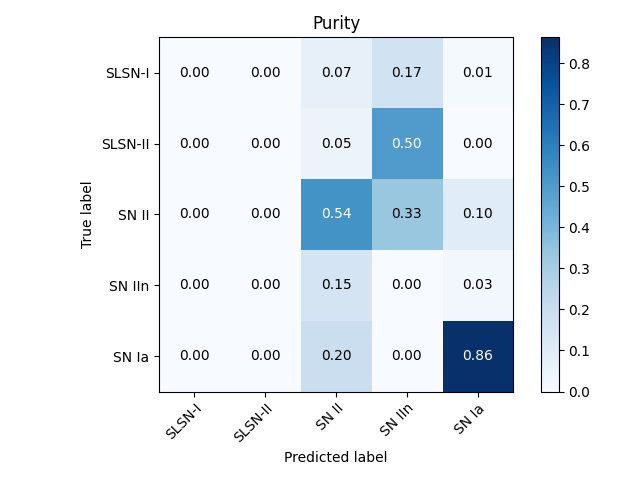 Purity
SLSN-I 0.00 0.00 0.07 0.17 0.01
SLSN-II 0.00 0.00 0.05 0.50 0.00
SN II 0.00 0.00 0.54 0.33 0.10
SN IIn 0.00 0.00 0.15 0.00 0.03
SN Ia 0.00 0.00 0.20 0.00 0.86
SLSN-I SLSN-II SN II SN IIn SN Ia
Predicted label
True label
0.8
0.7
0.6
0.5
0.4
0.3
0.2
0.1
0.0